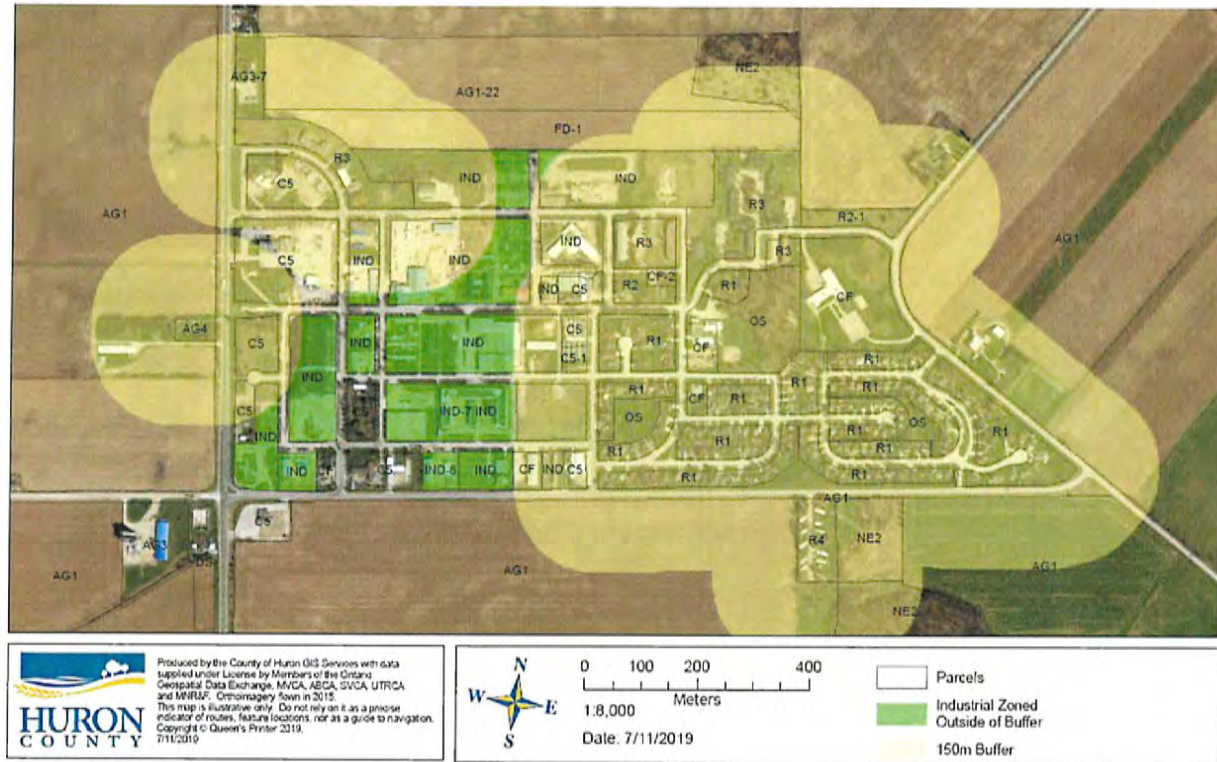 NE2
AG3-7
AG1-22
FD-1
R3
C5
IND
IND
R3
R2-1
AG1
AG1
C5
IND
IND
IND
R3
R3
IND
C5
R2
CF-2
R1
OS
CF
AG4
C5
IND
IND
IND
C5
C5-1
R1
CF
R1
C5
IND
IND-7
IND
R1
OS
CF
R1
R1
R1
R1
OS
R1
R1
R1
R1
R1
R1
R1
IND
IND
CF
C5
IND-6
IND
CF
IND
C5
AG1
AG3
C5
AG1
AG1
R4
NE2
AG1
NE2
HURON
COUNTY
Produced by the County of Huron GIS Services with data
supplied under License by Members of the Ontario
Geospatial Data Exchange, MVCA, ABCA, SVCA, UTRCA
and MNR&F. Orthoimagery flown in 2015.
This map is illustrative only. Do not rely on it as a precise
indicator of routes, feature locations, nor as a guide to navigation.
Copyright © Queen's Printer 2019.
7/11/2019
N
W
E
S
0 100 200 400
Meters
1:8,000
Date: 7/11/2019
Parcels
Industrial Zoned
Outside of Buffer
150m Buffer